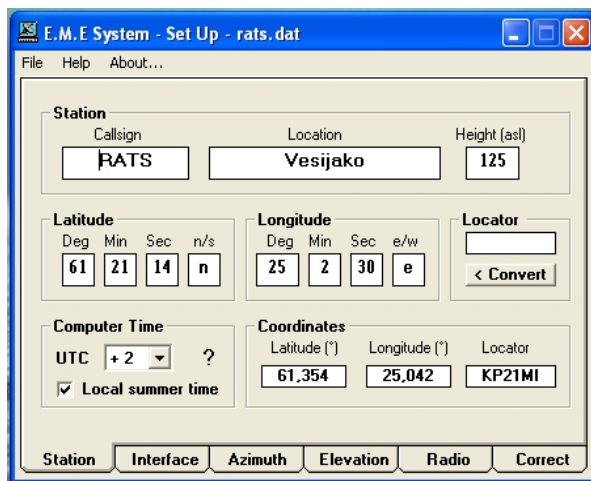 E.M.E System - Set Up - rats.dat
File Help About...
Station
Callsign Location Height (asl)
RATS Vesijako 125
Latitude Longitude Locator
Deg Min Sec n/s Deg Min Sec e/w
61 21 14 n 25 2 30 e
< Convert
Computer Time Coordinates
Latitude (°) Longitude (°) Locator
UTC + 2 ? 61,354 25,042 KP21MI
Local summer time
Station Interface Azimuth Elevation Radio Correct